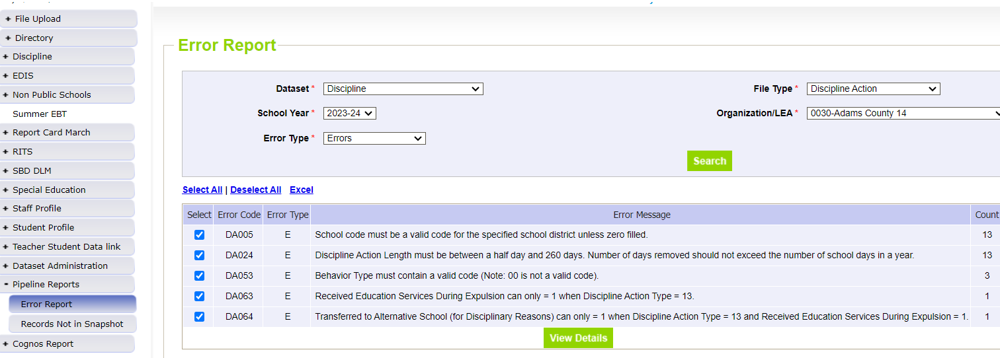 + File Upload
+ Directory
+ Discipline
+ EDIS
+ Non Public Schools
Summer EBT
+ Report Card March
+ RITS
+ SBD DLM
+ Special Education
+ Staff Profile
+ Student Profile
+ Teacher Student Data link
+ Dataset Administration
- Pipeline Reports
Error Report
Records Not in Snapshot
+ Cognos Report
Error Report
Dataset * Discipline File Type * Discipline Action
School Year * 2023-24 Organization/LEA * 0030-Adams County 14
Error Type * Errors
Search
Select All | Deselect All Excel
Select Error Code Error Type Error Message Count
DA005 E School code must be a valid code for the specified school district unless zero filled. 13
DA024 E Discipline Action Length must be between a half day and 260 days. Number of days removed should not exceed the number of school days in a year. 13
DA053 E Behavior Type must contain a valid code (Note: 00 is not a valid code). 3
DA063 E Received Education Services During Expulsion can only = 1 when Discipline Action Type = 13. 1
DA064 E Transferred to Alternative School (for Disciplinary Reasons) can only = 1 when Discipline Action Type = 13 and Received Education Services During Expulsion = 1. 1
View Details